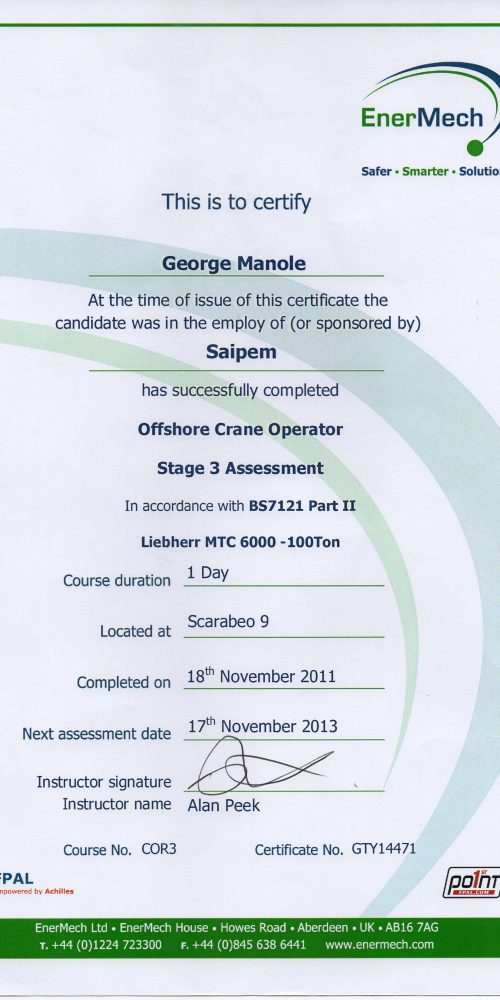 EnerMech
Safer • Smarter • Solutio
This is to certify
George Manole
At the time of issue of this certificate the
candidate was in the employ of (or sponsored by)
Saipem
has successfully completed
Offshore Crane Operator
Stage 3 Assessment
In accordance with BS7121 Part II
Liebherr MTC 6000 -100Ton
Course duration 1 Day
Located at Scarabeo 9
Completed on 18th November 2011
Next assessment date 17th November 2013
Instructor signature
Instructor name Alan Peek
Course No. COR3 Certificate No. GTY14471
FPAL
mpowered by Achilles
1ST
po1nt
FPAL.COM
EnerMech Ltd • EnerMech House • Howes Road • Aberdeen • UK • AB16 7AG
T. +44 (0)1224 723300 F. +44 (0)845 638 6441 www.enermech.com